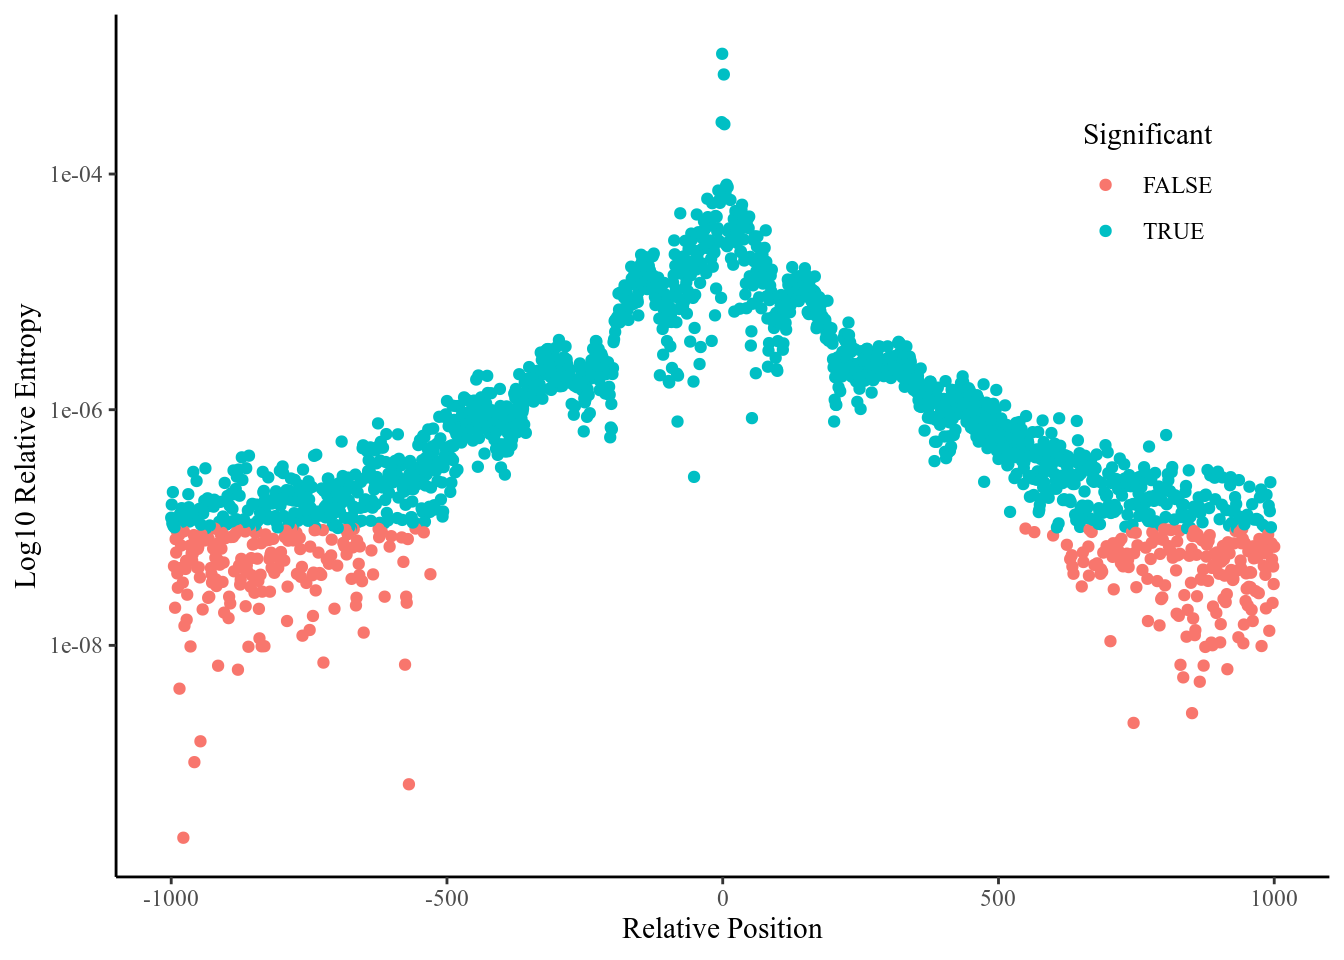 Significant
FALSE
TRUE
1e-04
1e-06
1e-08
Log10 Relative Entropy
-1000
-500
0
500
1000
Relative Position